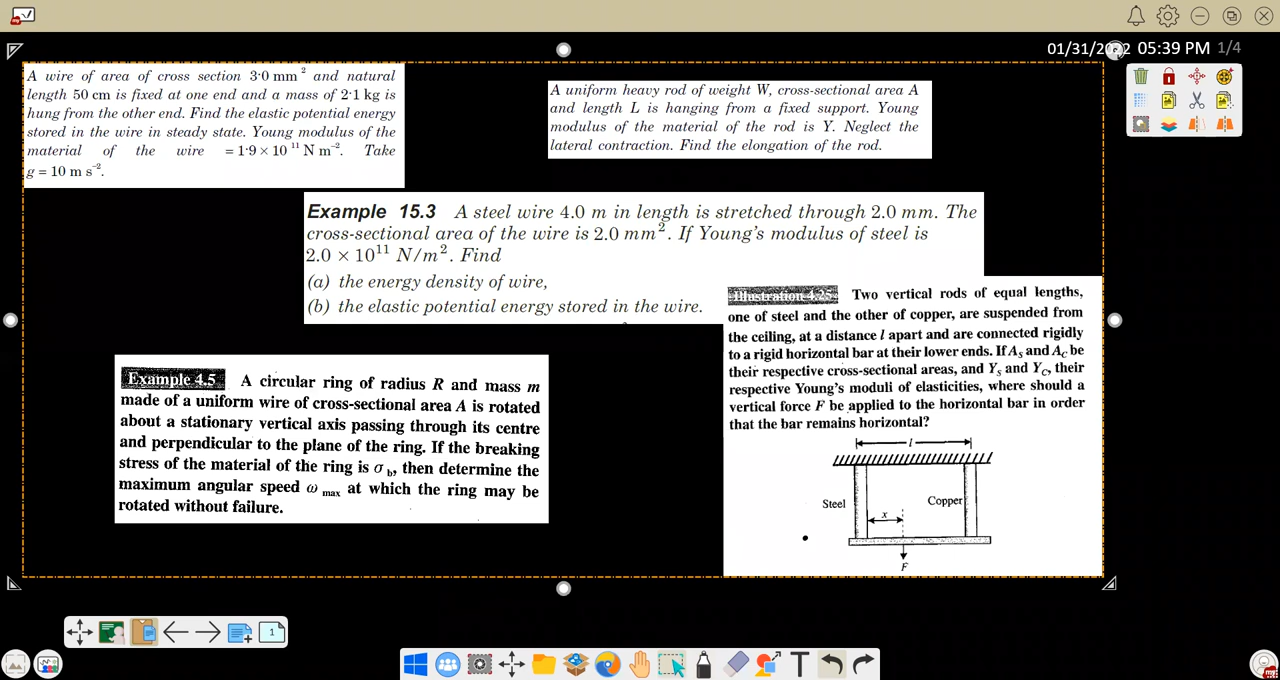 01/31/20 2 05:39 PM 1/4
A wire of area of cross section 3·0 mm² and natural
length 50 cm is fixed at one end and a mass of 2·1 kg is
hung from the other end. Find the elastic potential energy
stored in the wire in steady state. Young modulus of the
material of the wire = 1·9 × 10¹¹ N m⁻². Take
g = 10 m s⁻².
A uniform heavy rod of weight W, cross-sectional area A
and length L is hanging from a fixed support. Young
modulus of the material of the rod is Y. Neglect the
lateral contraction. Find the elongation of the rod.
Example 15.3 A steel wire 4.0 m in length is stretched through 2.0 mm. The
cross-sectional area of the wire is 2.0 mm². If Young's modulus of steel is
2.0 × 10¹¹ N/m². Find
(a) the energy density of wire,
(b) the elastic potential energy stored in the wire.
Illustration 4.25 Two vertical rods of equal lengths,
one of steel and the other of copper, are suspended from
the ceiling, at a distance l apart and are connected rigidly
to a rigid horizontal bar at their lower ends. If A_S and A_C be
their respective cross-sectional areas, and Y_S and Y_C, their
respective Young's moduli of elasticities, where should a
vertical force F be applied to the horizontal bar in order
that the bar remains horizontal?
l
Steel
Copper
x
F
Example 4.5 A circular ring of radius R and mass m
made of a uniform wire of cross-sectional area A is rotated
about a stationary vertical axis passing through its centre
and perpendicular to the plane of the ring. If the breaking
stress of the material of the ring is σ_b, then determine the
maximum angular speed ω_max at which the ring may be
rotated without failure.
1
T